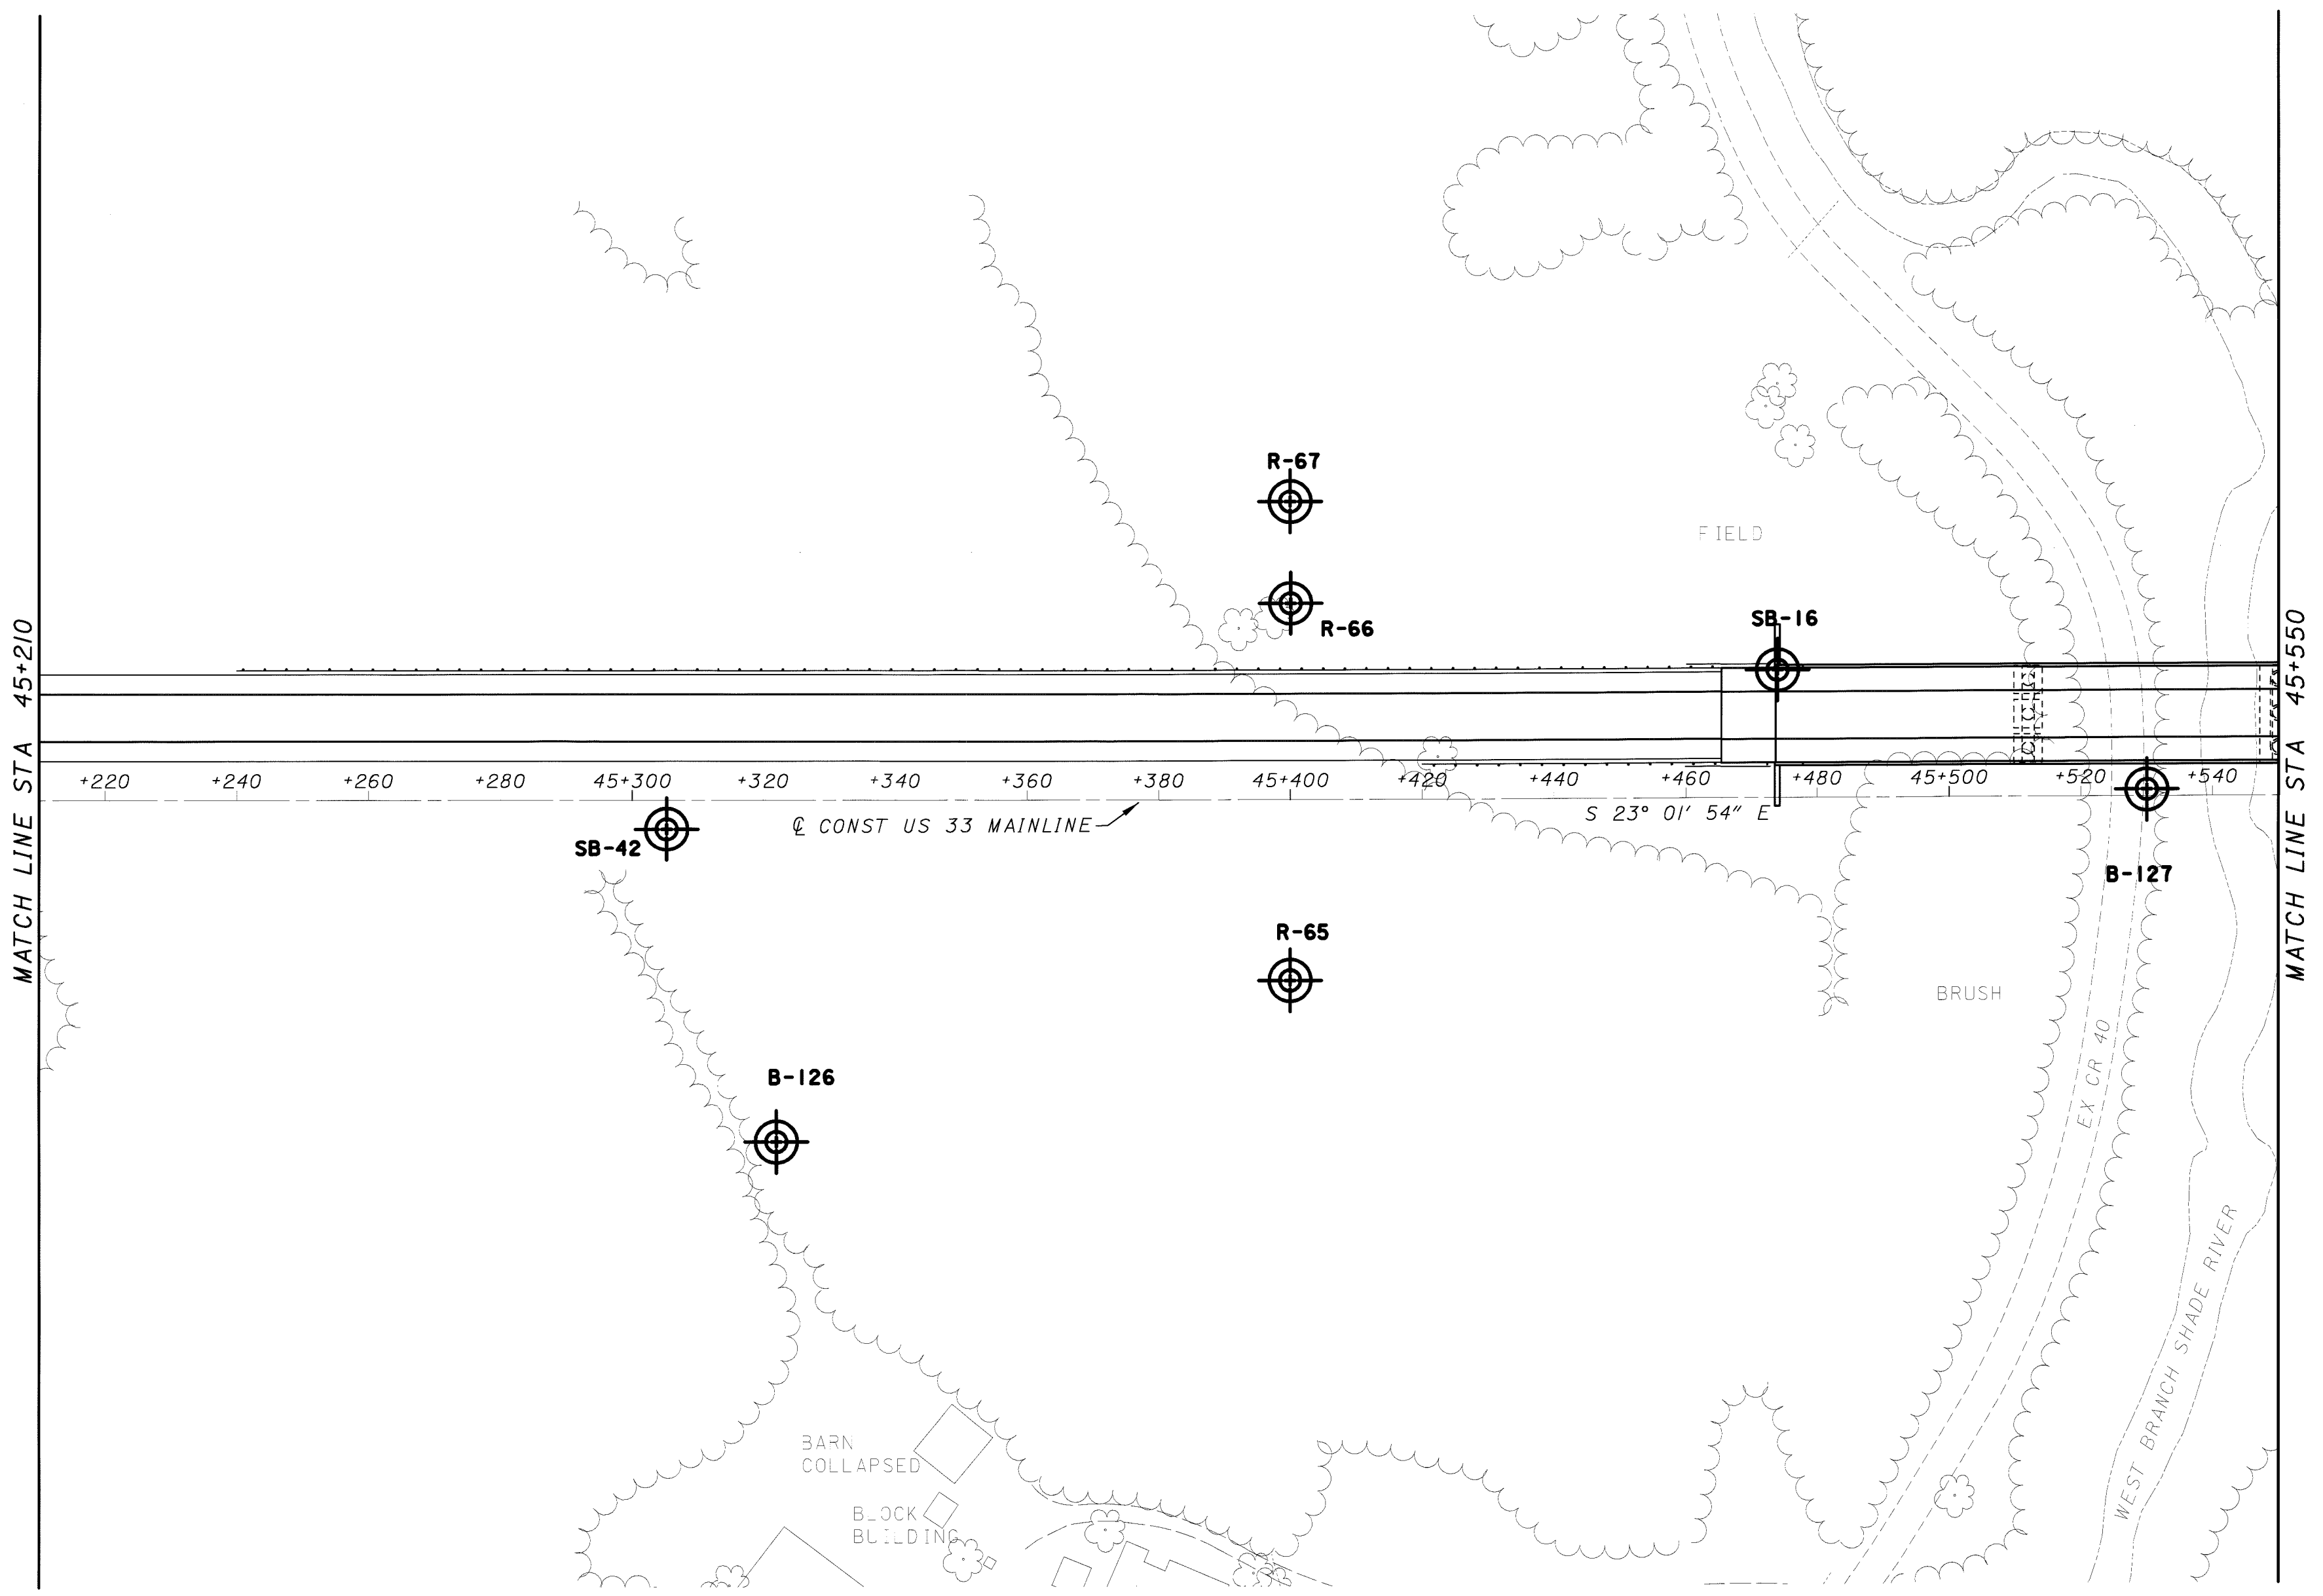 R-67
FIELD
R-66
SB-16
MATCH LINE STA 45+210
MATCH LINE STA 45+550
+220 +240 +260 +280 45+300 +320 +340 +360 +380 45+400 +420 +440 +460 +480 45+500 +520 +540
S 23° 01' 54" E
℄ CONST US 33 MAINLINE
SB-42
B-127
R-65
BRUSH
B-126
EX CR 40
WEST BRANCH SHADE RIVER
BARN
COLLAPSED
BLOCK
BUILDING